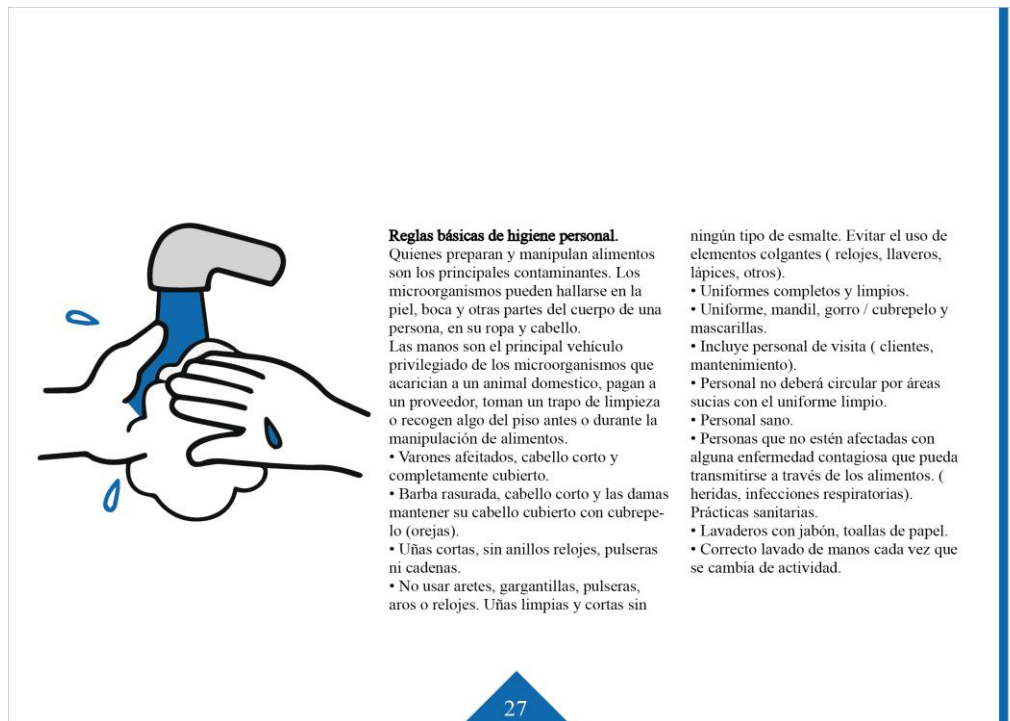 Reglas básicas de higiene personal.
Quienes preparan y manipulan alimentos
son los principales contaminantes. Los
microorganismos pueden hallarse en la
piel, boca y otras partes del cuerpo de una
persona, en su ropa y cabello.
Las manos son el principal vehículo
privilegiado de los microorganismos que
acarician a un animal domestico, pagan a
un proveedor, toman un trapo de limpieza
o recogen algo del piso antes o durante la
manipulación de alimentos.
• Varones afeitados, cabello corto y
completamente cubierto.
• Barba rasurada, cabello corto y las damas
mantener su cabello cubierto con cubrepe-
lo (orejas).
• Uñas cortas, sin anillos relojes, pulseras
ni cadenas.
• No usar aretes, gargantillas, pulseras,
aros o relojes. Uñas limpias y cortas sin
ningún tipo de esmalte. Evitar el uso de
elementos colgantes ( relojes, llaveros,
lápices, otros).
• Uniformes completos y limpios.
• Uniforme, mandil, gorro / cubrepelo y
mascarillas.
• Incluye personal de visita ( clientes,
mantenimiento).
• Personal no deberá circular por áreas
sucias con el uniforme limpio.
• Personal sano.
• Personas que no estén afectadas con
alguna enfermedad contagiosa que pueda
transmitirse a través de los alimentos. (
heridas, infecciones respiratorias).
Prácticas sanitarias.
• Lavaderos con jabón, toallas de papel.
• Correcto lavado de manos cada vez que
se cambia de actividad.
27